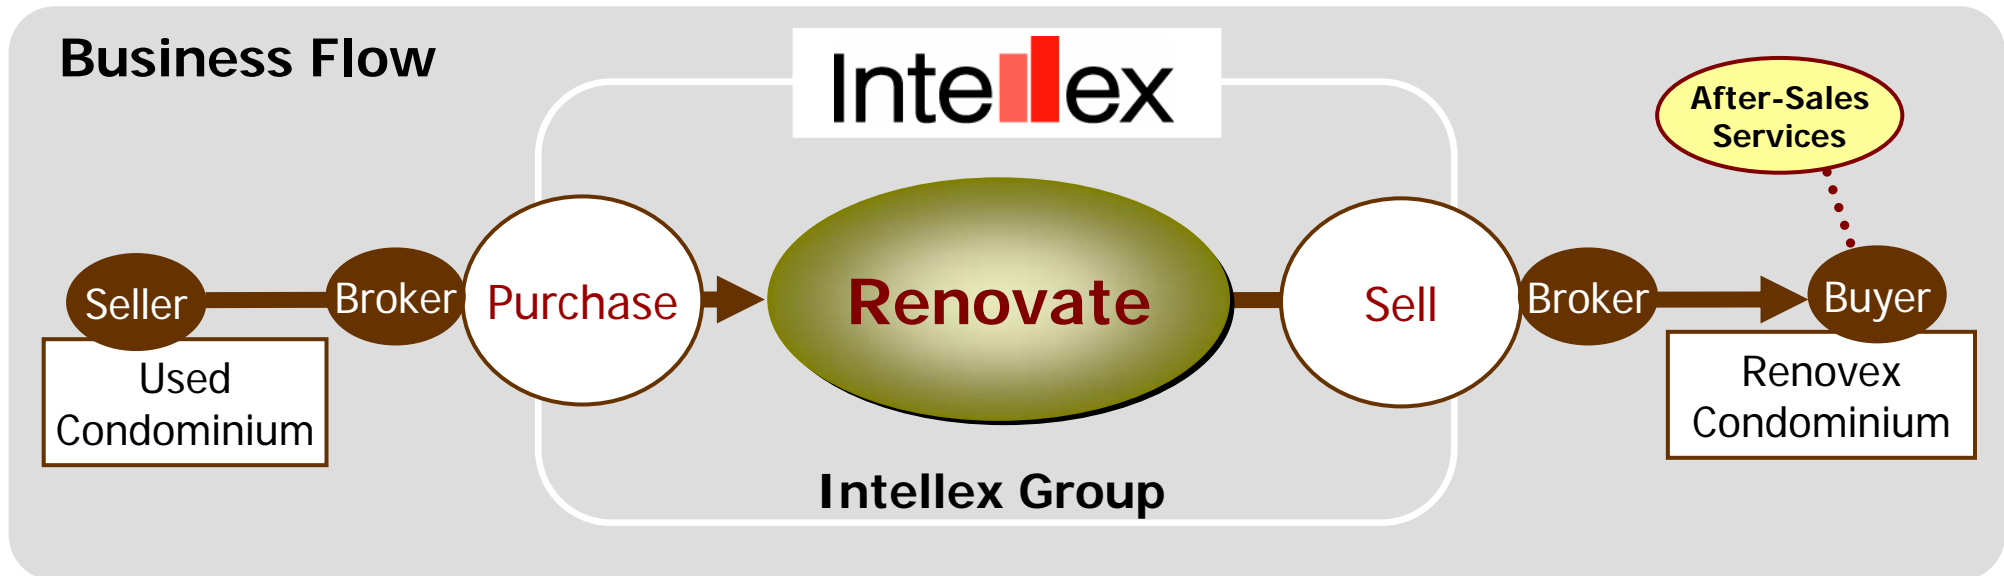 Business Flow
Intellex
After-Sales
Services
Seller
Broker
Purchase
Renovate
Sell
Broker
Buyer
Used
Condominium
Renovex
Condominium
Intellex Group